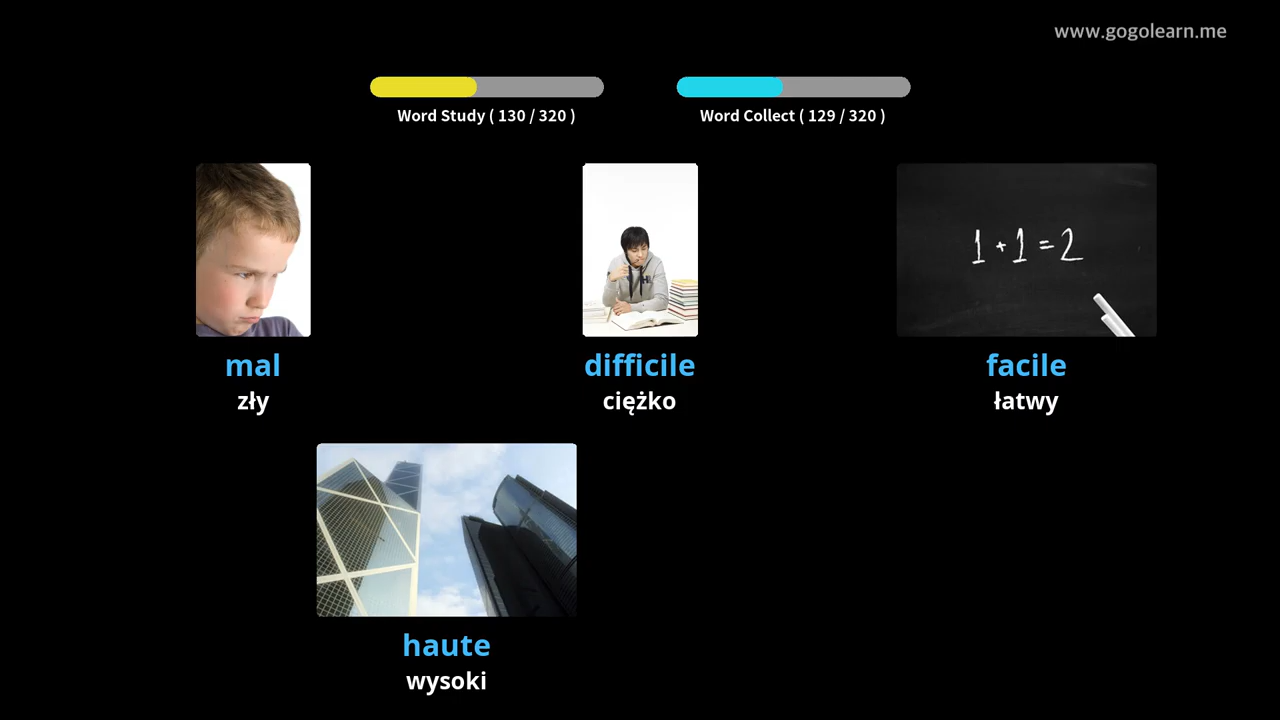 www.gogolearn.me
Word Study ( 130 / 320 )
Word Collect ( 129 / 320 )
1 + 1 = 2
mal
zły
difficile
ciężko
facile
łatwy
haute
wysoki